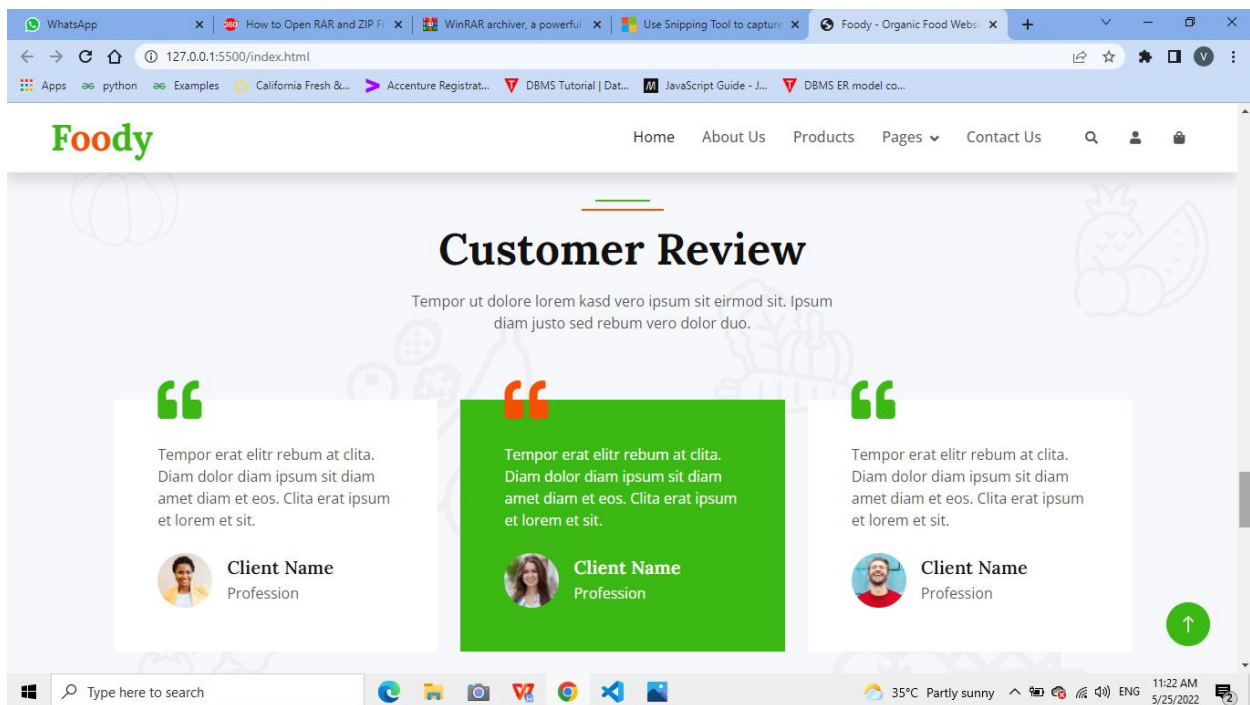 WhatsApp
How to Open RAR and ZIP Fi
WinRAR archiver, a powerful
Use Snipping Tool to capture
Foody - Organic Food Websi
127.0.0.1:5500/index.html
V
Apps
python
Examples
California Fresh &...
Accenture Registrat...
DBMS Tutorial | Dat...
JavaScript Guide - J...
DBMS ER model co...
Foody
Home About Us Products Pages Contact Us
Customer Review
Tempor ut dolore lorem kasd vero ipsum sit eirmod sit. Ipsum
diam justo sed rebum vero dolor duo.
Tempor erat elitr rebum at clita.
Diam dolor diam ipsum sit diam
amet diam et eos. Clita erat ipsum
et lorem et sit.
Client Name
Profession
Tempor erat elitr rebum at clita.
Diam dolor diam ipsum sit diam
amet diam et eos. Clita erat ipsum
et lorem et sit.
Client Name
Profession
Tempor erat elitr rebum at clita.
Diam dolor diam ipsum sit diam
amet diam et eos. Clita erat ipsum
et lorem et sit.
Client Name
Profession
Type here to search
35°C Partly sunny
ENG
11:22 AM
5/25/2022
2